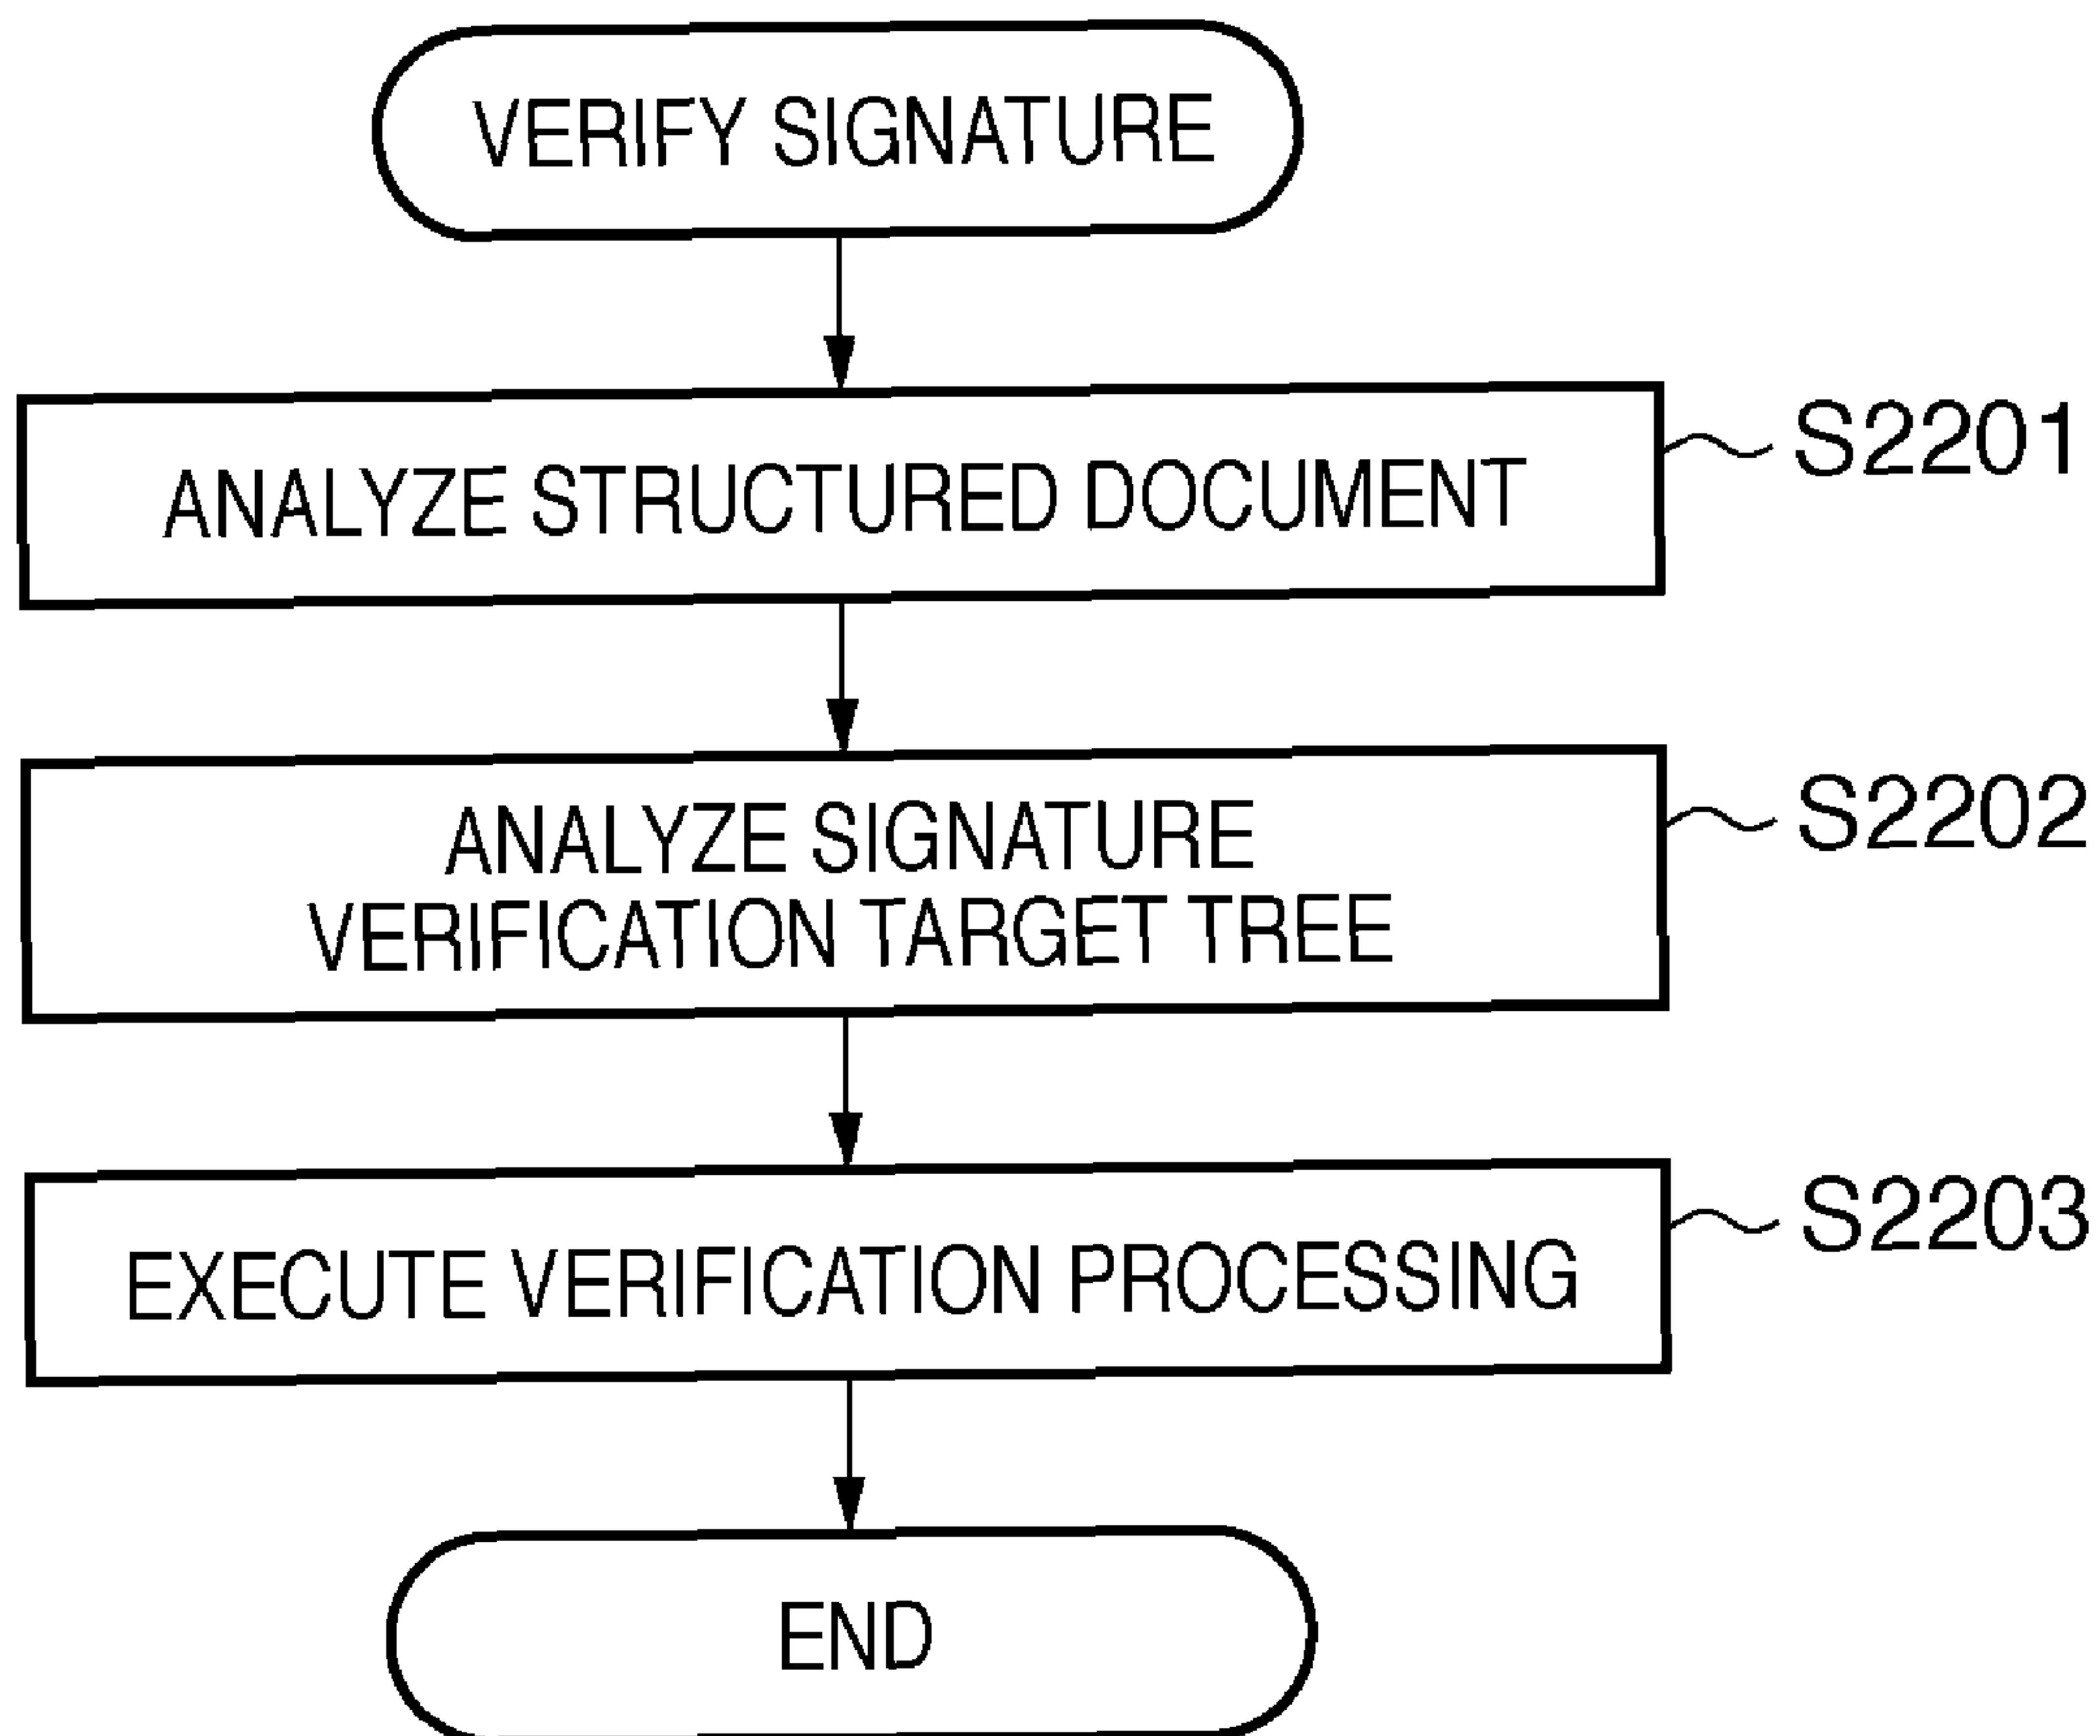 VERIFY SIGNATURE
ANALYZE STRUCTURED DOCUMENT
S2201
ANALYZE SIGNATURE
VERIFICATION TARGET TREE
S2202
EXECUTE VERIFICATION PROCESSING
S2203
END